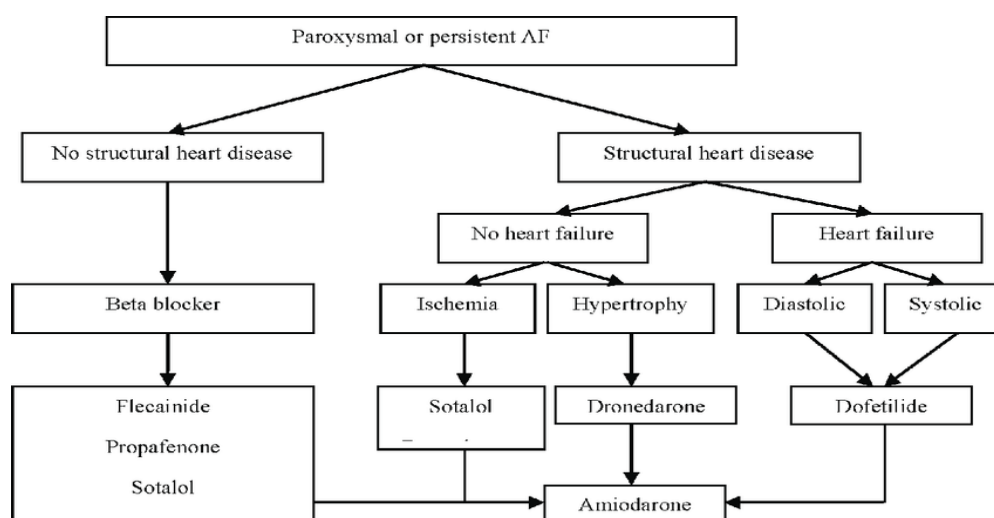 Paroxysmal or persistent AF
No structural heart disease
Structural heart disease
No heart failure
Heart failure
Beta blocker
Ischemia
Hypertrophy
Diastolic
Systolic
Flecainide
Propafenone
Sotalol
Sotalol
Dronedarone
Dofetilide
Amiodarone